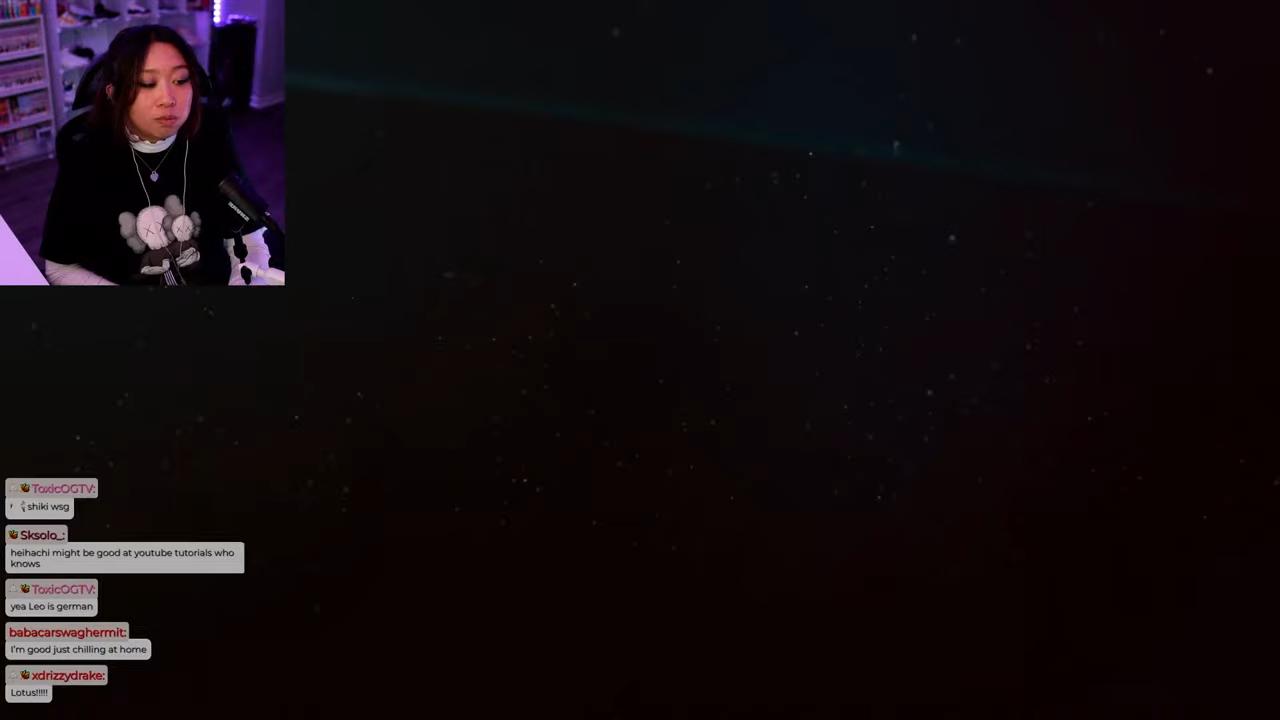 ToxicOGTV:
shiki wsg
Sksolo_:
heihachi might be good at youtube tutorials who
knows
ToxicOGTV:
yea Leo is german
babacarswaghermit:
I'm good just chilling at home
xdrizzydrake:
Lotus!!!!!